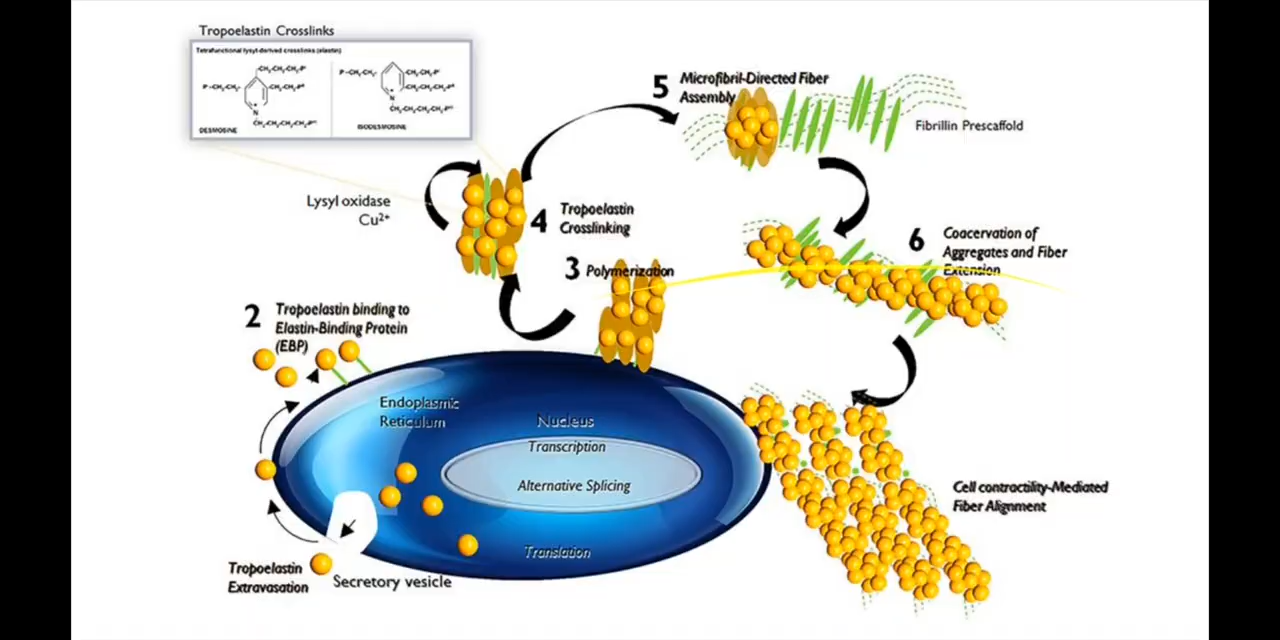 Tropoelastin Crosslinks
Tetrafunctional lysyl-derived crosslinks (elastin)
DESMOSINE
ISODESMOSINE
5 Microfibril-Directed Fiber
Assembly
Fibrillin Prescaffold
Lysyl oxidase
Cu2+
4 Tropoelastin
Crosslinking
6 Coacervation of
Aggregates and Fiber
Extension
3 Polymerization
2 Tropoelastin binding to
Elastin-Binding Protein
(EBP)
Endoplasmic
Reticulum
Nucleus
Transcription
Alternative Splicing
Translation
Cell contractility-Mediated
Fiber Alignment
Tropoelastin
Extravasation
Secretory vesicle